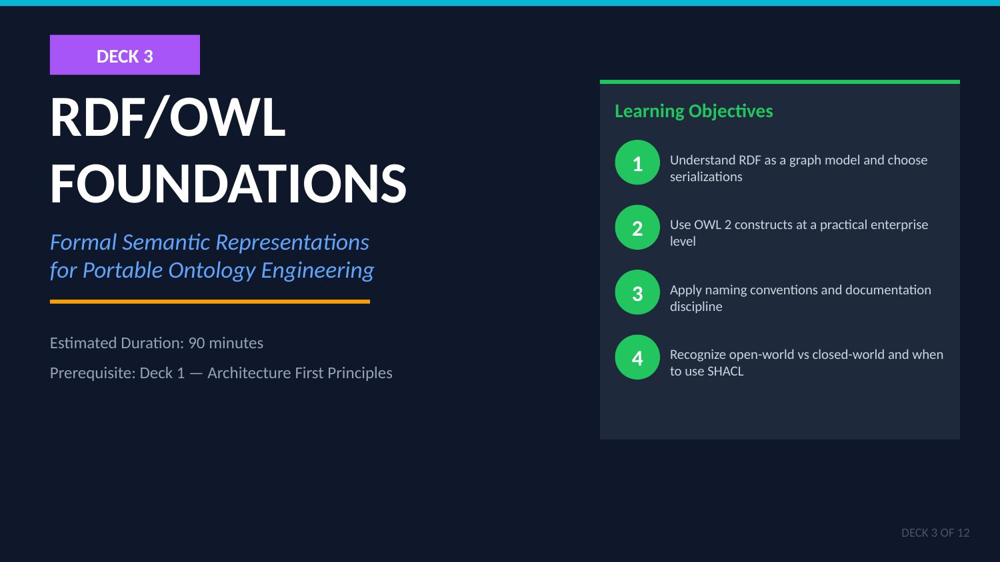 DECK 3
RDF/OWL
FOUNDATIONS
Formal Semantic Representations
for Portable Ontology Engineering
Estimated Duration: 90 minutes
Prerequisite: Deck 1 — Architecture First Principles
Learning Objectives
1
Understand RDF as a graph model and choose
serializations
2
Use OWL 2 constructs at a practical enterprise
level
3
Apply naming conventions and documentation
discipline
4
Recognize open-world vs closed-world and when
to use SHACL
DECK 3 OF 12